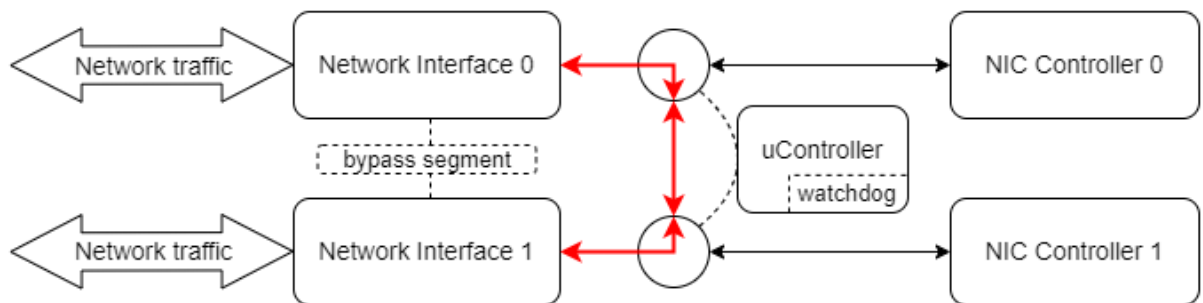 Network traffic
Network Interface 0
NIC Controller 0
bypass segment
uController
watchdog
Network traffic
Network Interface 1
NIC Controller 1